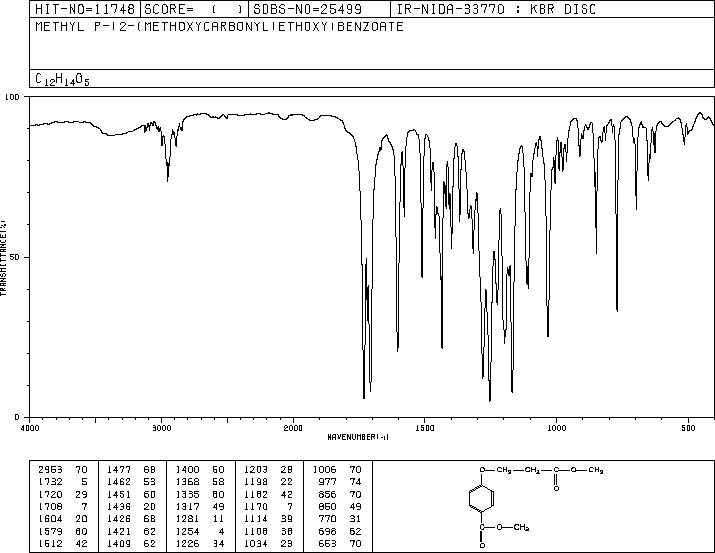 HIT-NO=11748 SCORE= ( ) SDBS-NO=25499 IR-NIDA-33770 : KBR DISC
METHYL P-(2-(METHOXYCARBONYL)ETHOXY)BENZOATE
C12H14O5
100
50
0
TRANSMITTANCE(%)
4000 3000 2000 1500 1000 500
WAVENUMBER(-1)
2953 70 1477 68 1400 60 1203 28 1006 70
1732 5 1462 53 1368 58 1198 22 977 74
1720 29 1451 60 1335 60 1182 42 856 70
1708 7 1436 20 1317 49 1170 7 850 49
1604 20 1426 68 1281 11 1114 39 770 31
1579 60 1421 62 1254 4 1108 38 698 62
1512 42 1409 62 1226 34 1034 23 653 70
O—CH2—CH2—C—O—CH3
O
C—O—CH3
O